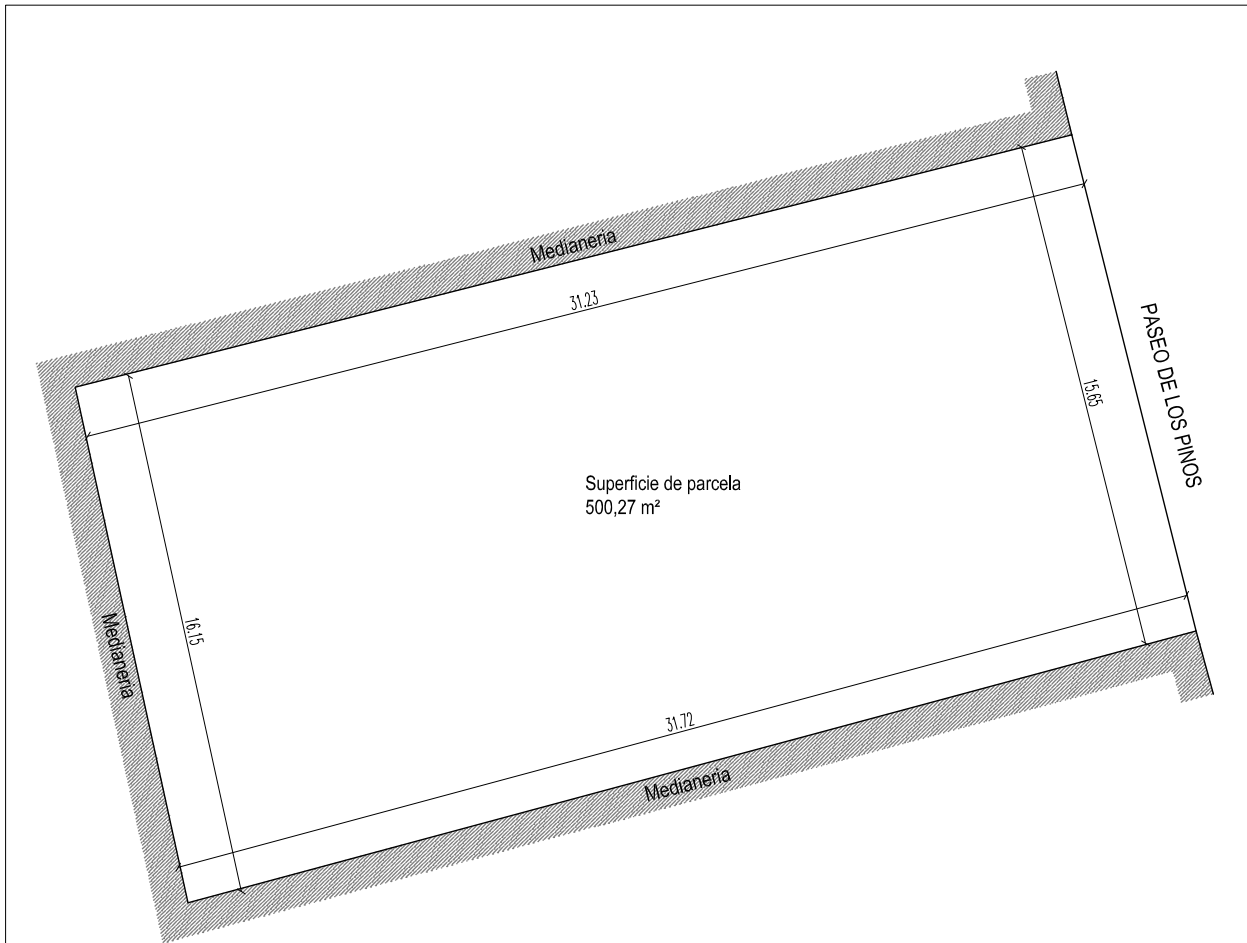 Medianeria
31.23
PASEO DE LOS PINOS
15.65
Superficie de parcela
500,27 m²
16.15
Medianeria
31.72
Medianeria